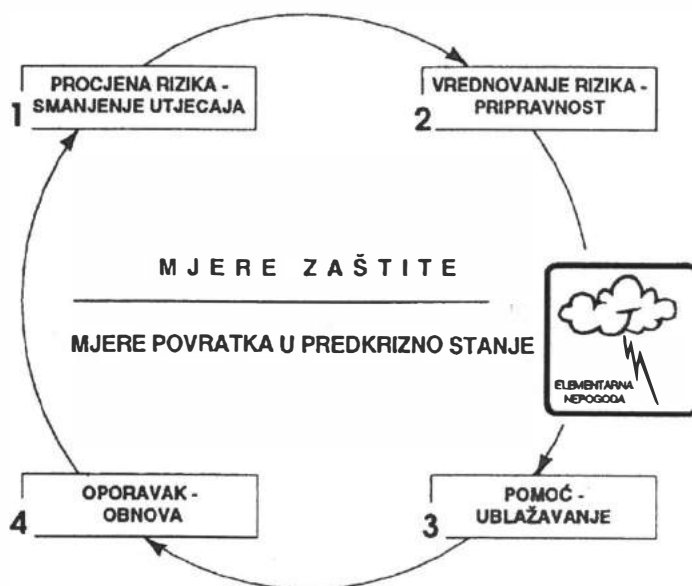 1
PROCJENA RIZIKA -
SMANJENJE UTJECAJA
2
VREDNOVANJE RIZIKA -
PRIPRAVNOST
MJERE ZAŠTITE
MJERE POVRATKA U PREDKRIZNO STANJE
ELEMENTARNA
NEPOGODA
4
OPORAVAK -
OBNOVA
3
POMOĆ -
UBLAŽAVANJE